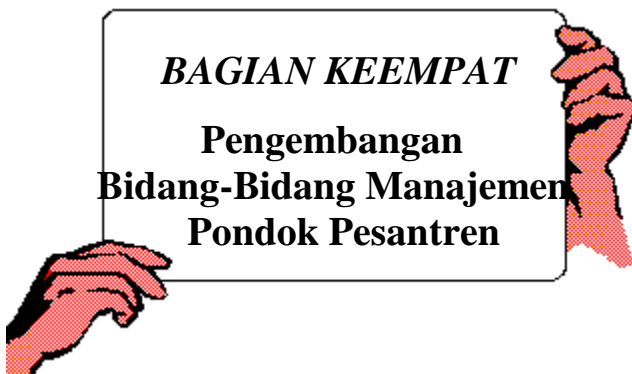 BAGIAN KEEMPAT
Pengembangan
Bidang-Bidang Manajemen
Pondok Pesantren